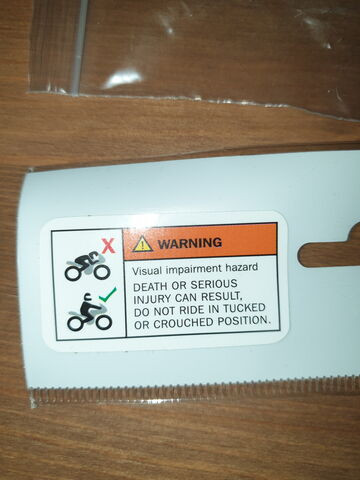 WARNING
Visual impairment hazard
DEATH OR SERIOUS
INJURY CAN RESULT,
DO NOT RIDE IN TUCKED
OR CROUCHED POSITION.